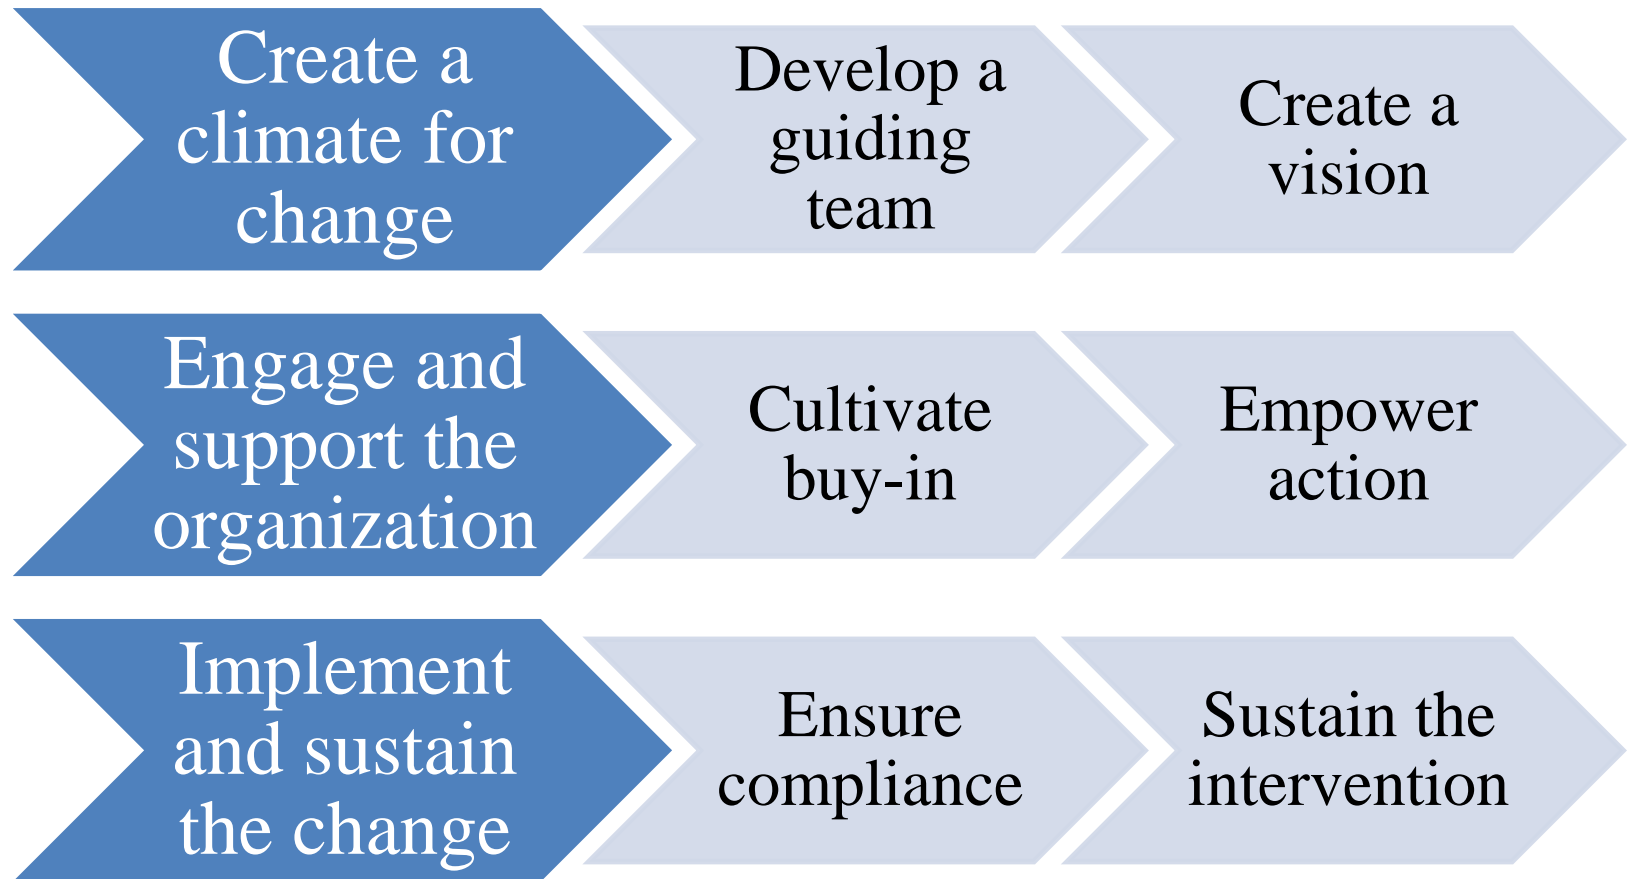 Create a
climate for
change
Develop a
guiding
team
Create a
vision
Engage and
support the
organization
Cultivate
buy-in
Empower
action
Implement
and sustain
the change
Ensure
compliance
Sustain the
intervention